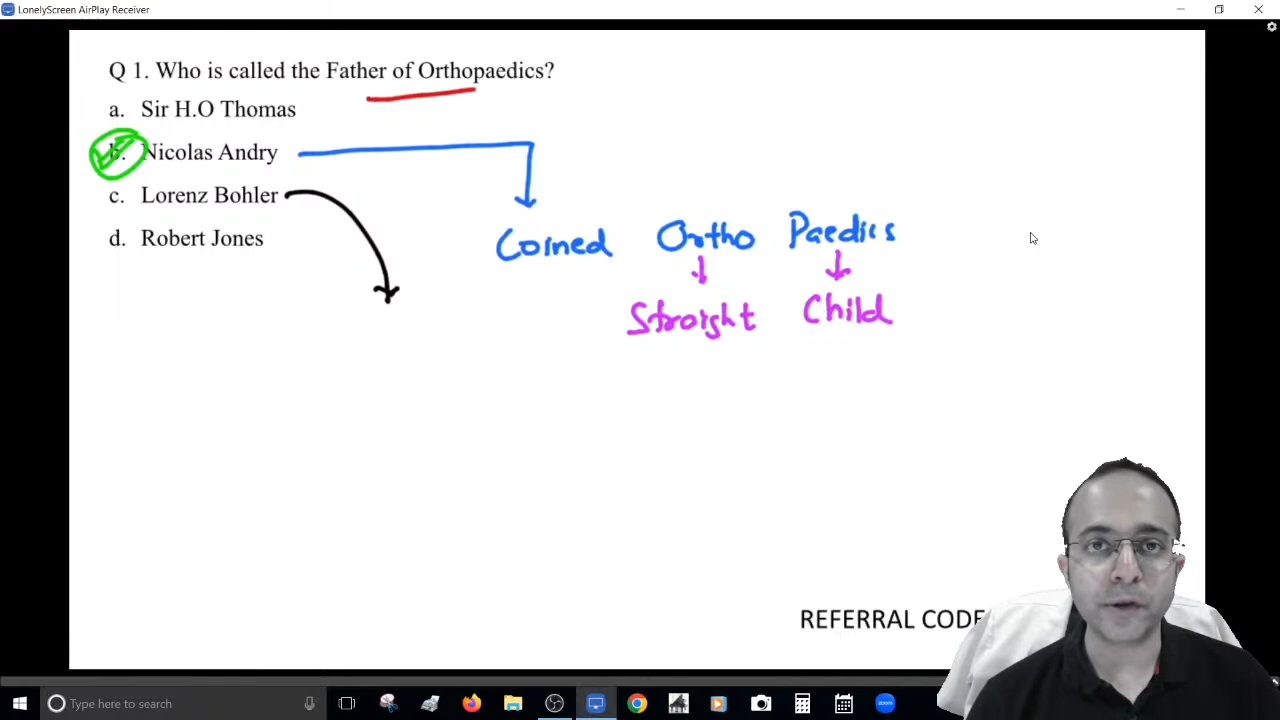 LonelyScreen AirPlay Receiver
Q 1. Who is called the Father of Orthopaedics?
a. Sir H.O Thomas
b. Nicolas Andry
c. Lorenz Bohler
d. Robert Jones
Coined Ortho Paedics
Straight Child
REFERRAL CODE
Type here to search
zoom